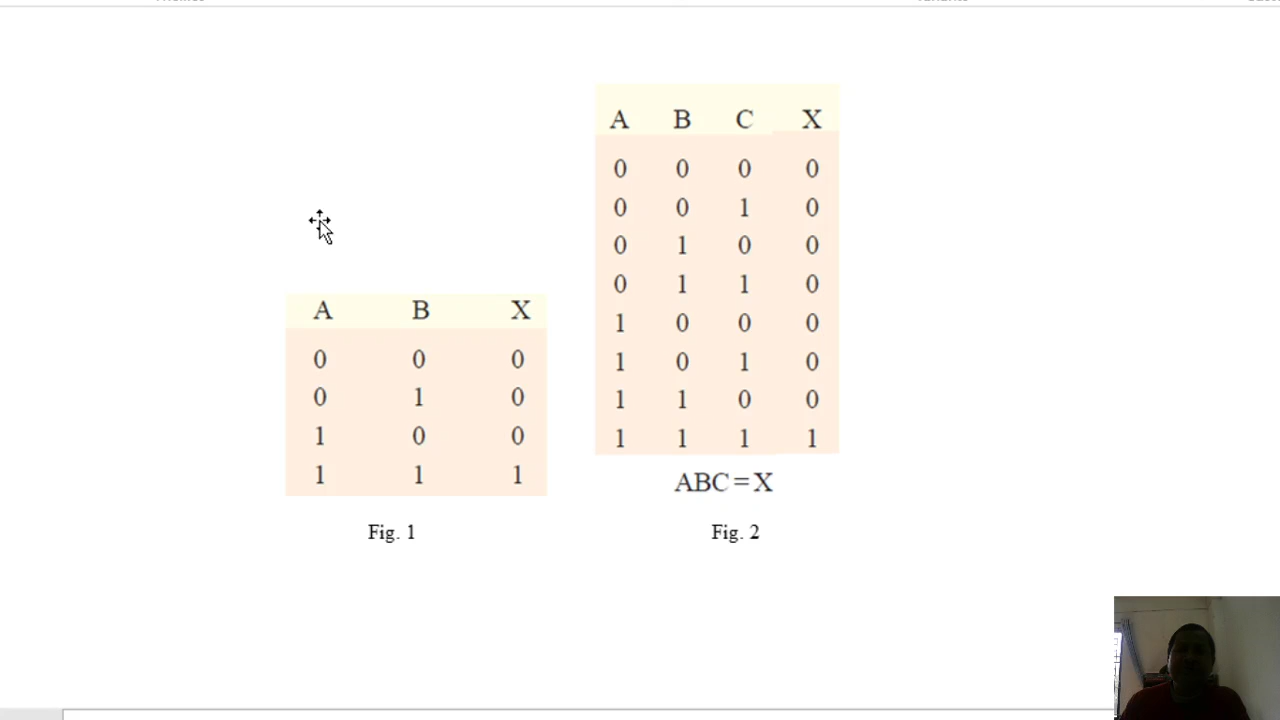 A B X
0 0 0
0 1 0
1 0 0
1 1 1
Fig. 1
A B C X
0 0 0 0
0 0 1 0
0 1 0 0
0 1 1 0
1 0 0 0
1 0 1 0
1 1 0 0
1 1 1 1
ABC=X
Fig. 2